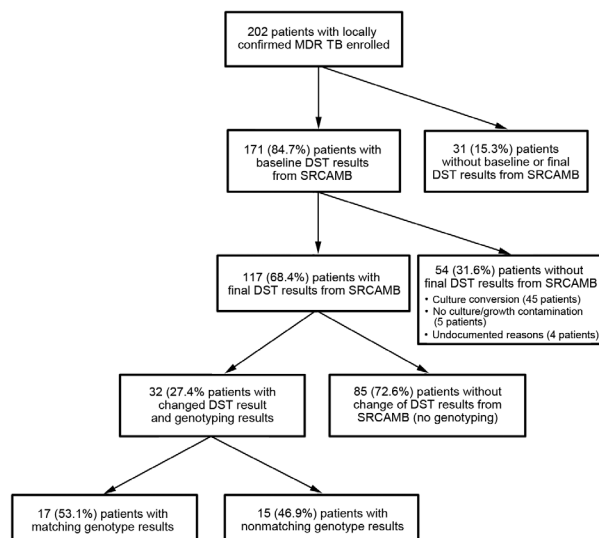 202 patients with locally
confirmed MDR TB enrolled
171 (84.7%) patients with
baseline DST results
from SRCAMB
31 (15.3%) patients
without baseline or final
DST results from SRCAMB
117 (68.4%) patients with
final DST results from SRCAMB
54 (31.6%) patients without
final DST results from SRCAMB
• Culture conversion (45 patients)
• No culture/growth contamination
(5 patients)
• Undocumented reasons (4 patients)
32 (27.4% patients with
changed DST result
and genotyping results
85 (72.6%) patients without
change of DST results from
SRCAMB (no genotyping)
17 (53.1%) patients with
matching genotype results
15 (46.9%) patients with
nonmatching genotype results